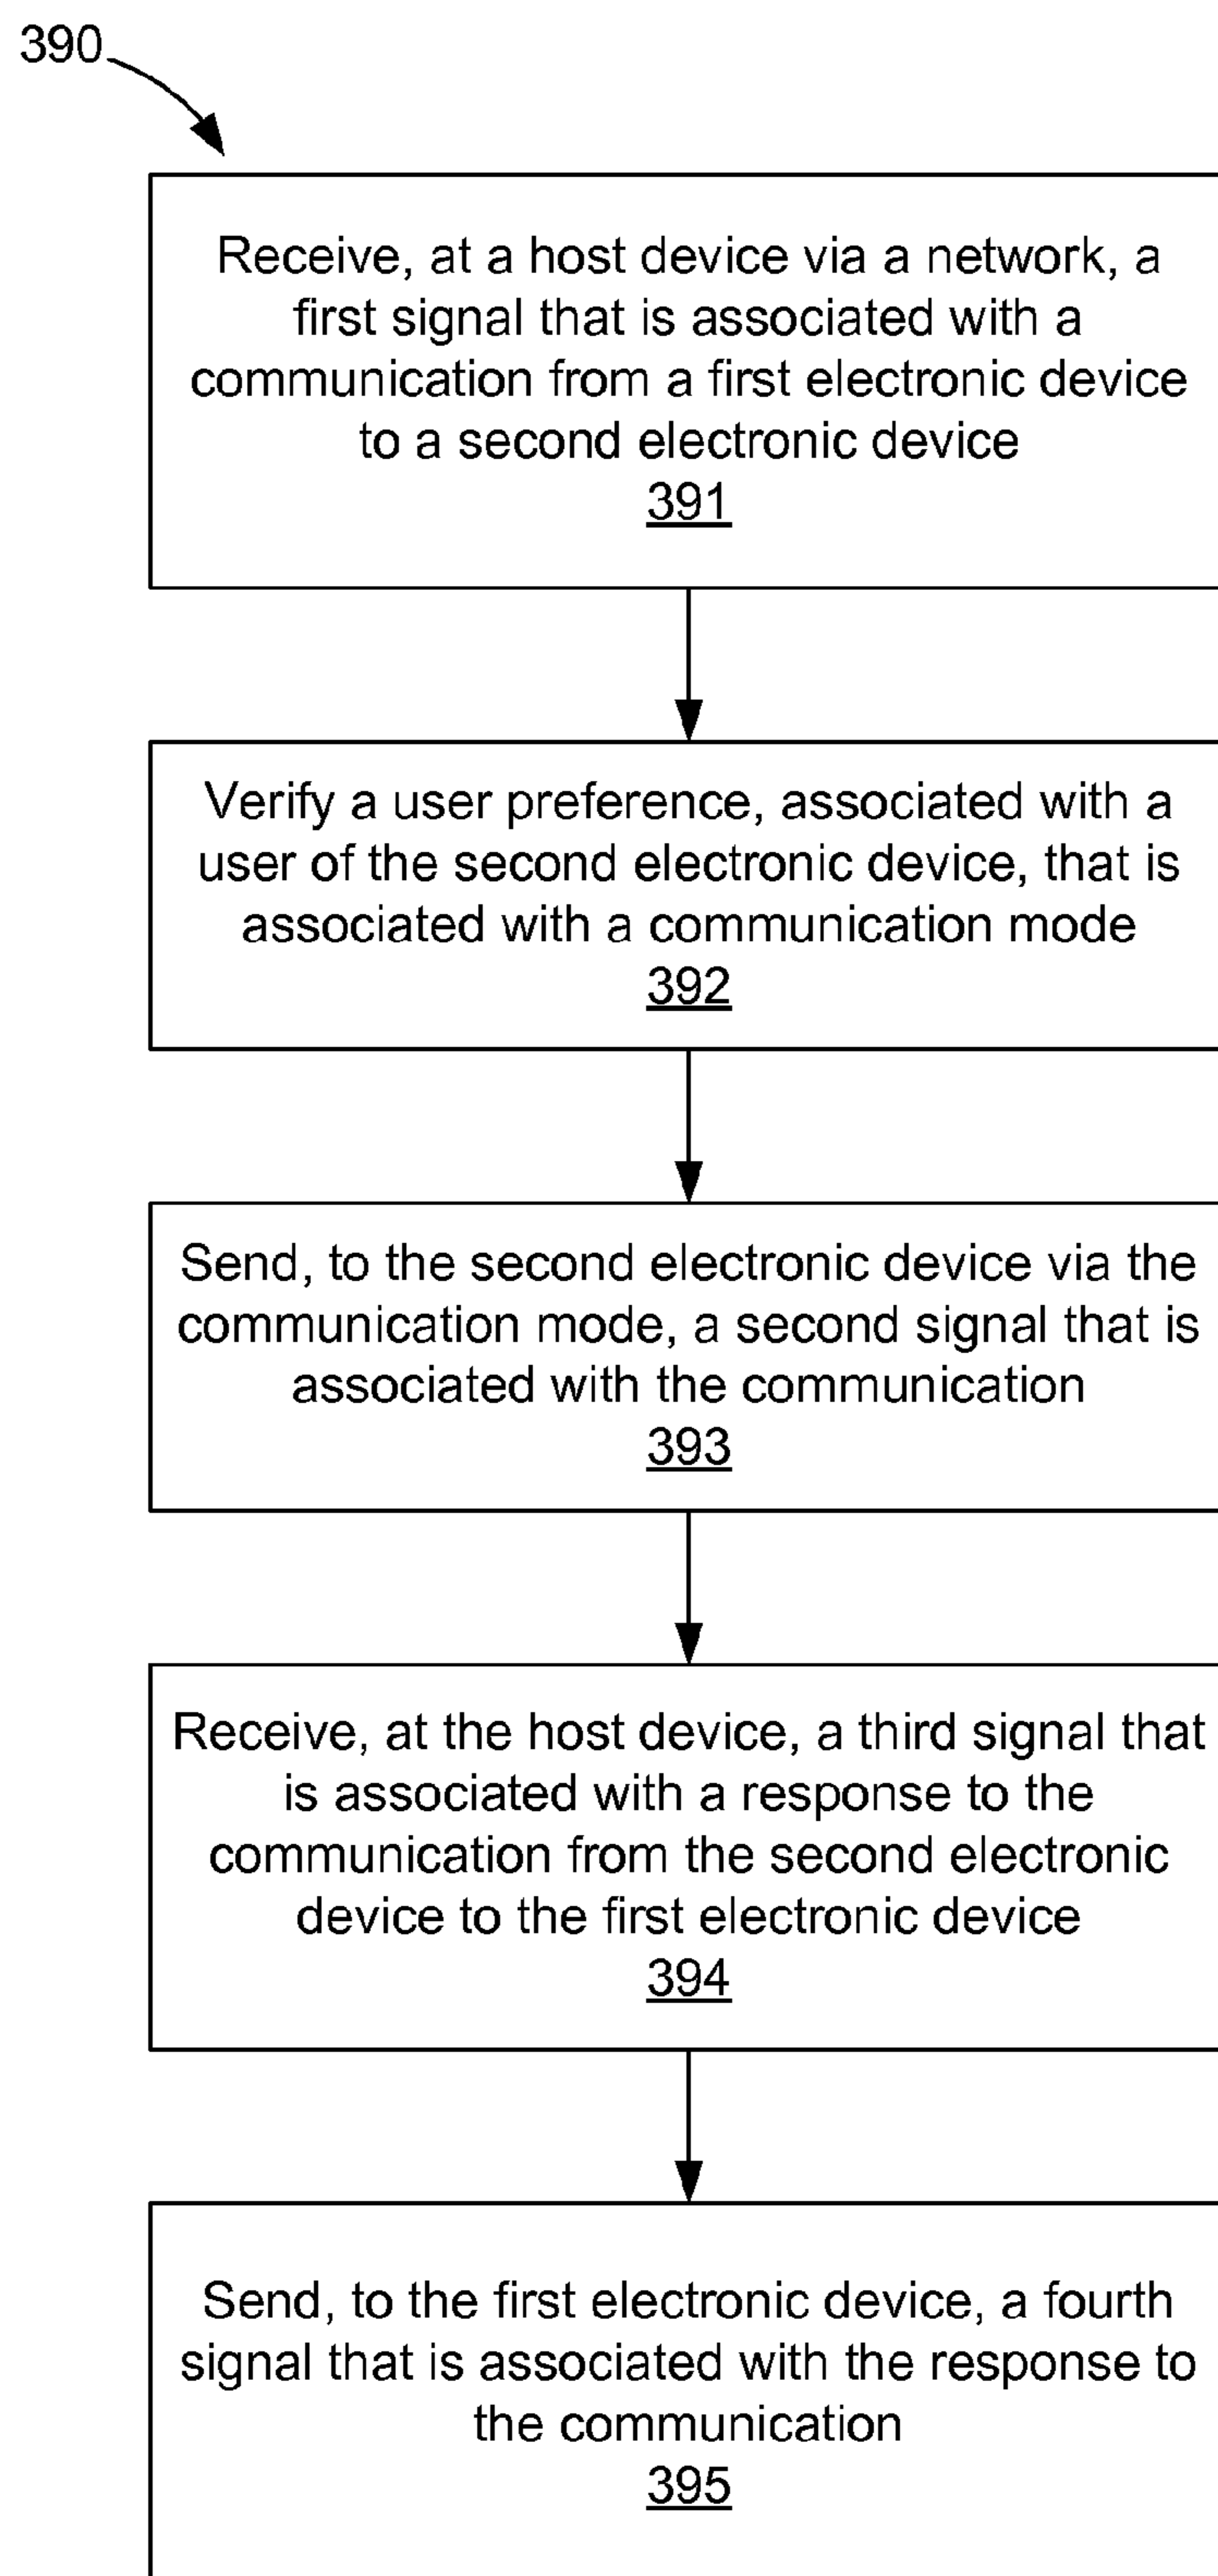 390
Receive, at a host device via a network, a
first signal that is associated with a
communication from a first electronic device
to a second electronic device
391
Verify a user preference, associated with a
user of the second electronic device, that is
associated with a communication mode
392
Send, to the second electronic device via the
communication mode, a second signal that is
associated with the communication
393
Receive, at the host device, a third signal that
is associated with a response to the
communication from the second electronic
device to the first electronic device
394
Send, to the first electronic device, a fourth
signal that is associated with the response to
the communication
395